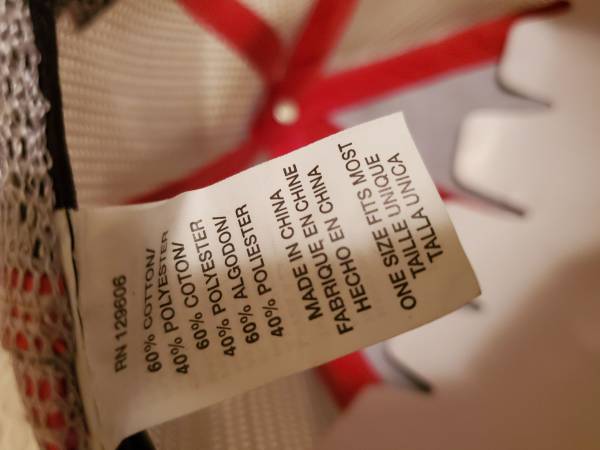 RN 129606
60% COTTON/
40% POLYESTER
60% COTON/
40% POLYESTER
60% ALGODON/
40% POLIESTER
MADE IN CHINA
FABRIQUE EN CHINE
HECHO EN CHINA
ONE SIZE FITS MOST
TAILLE UNIQUE
TALLA UNICA